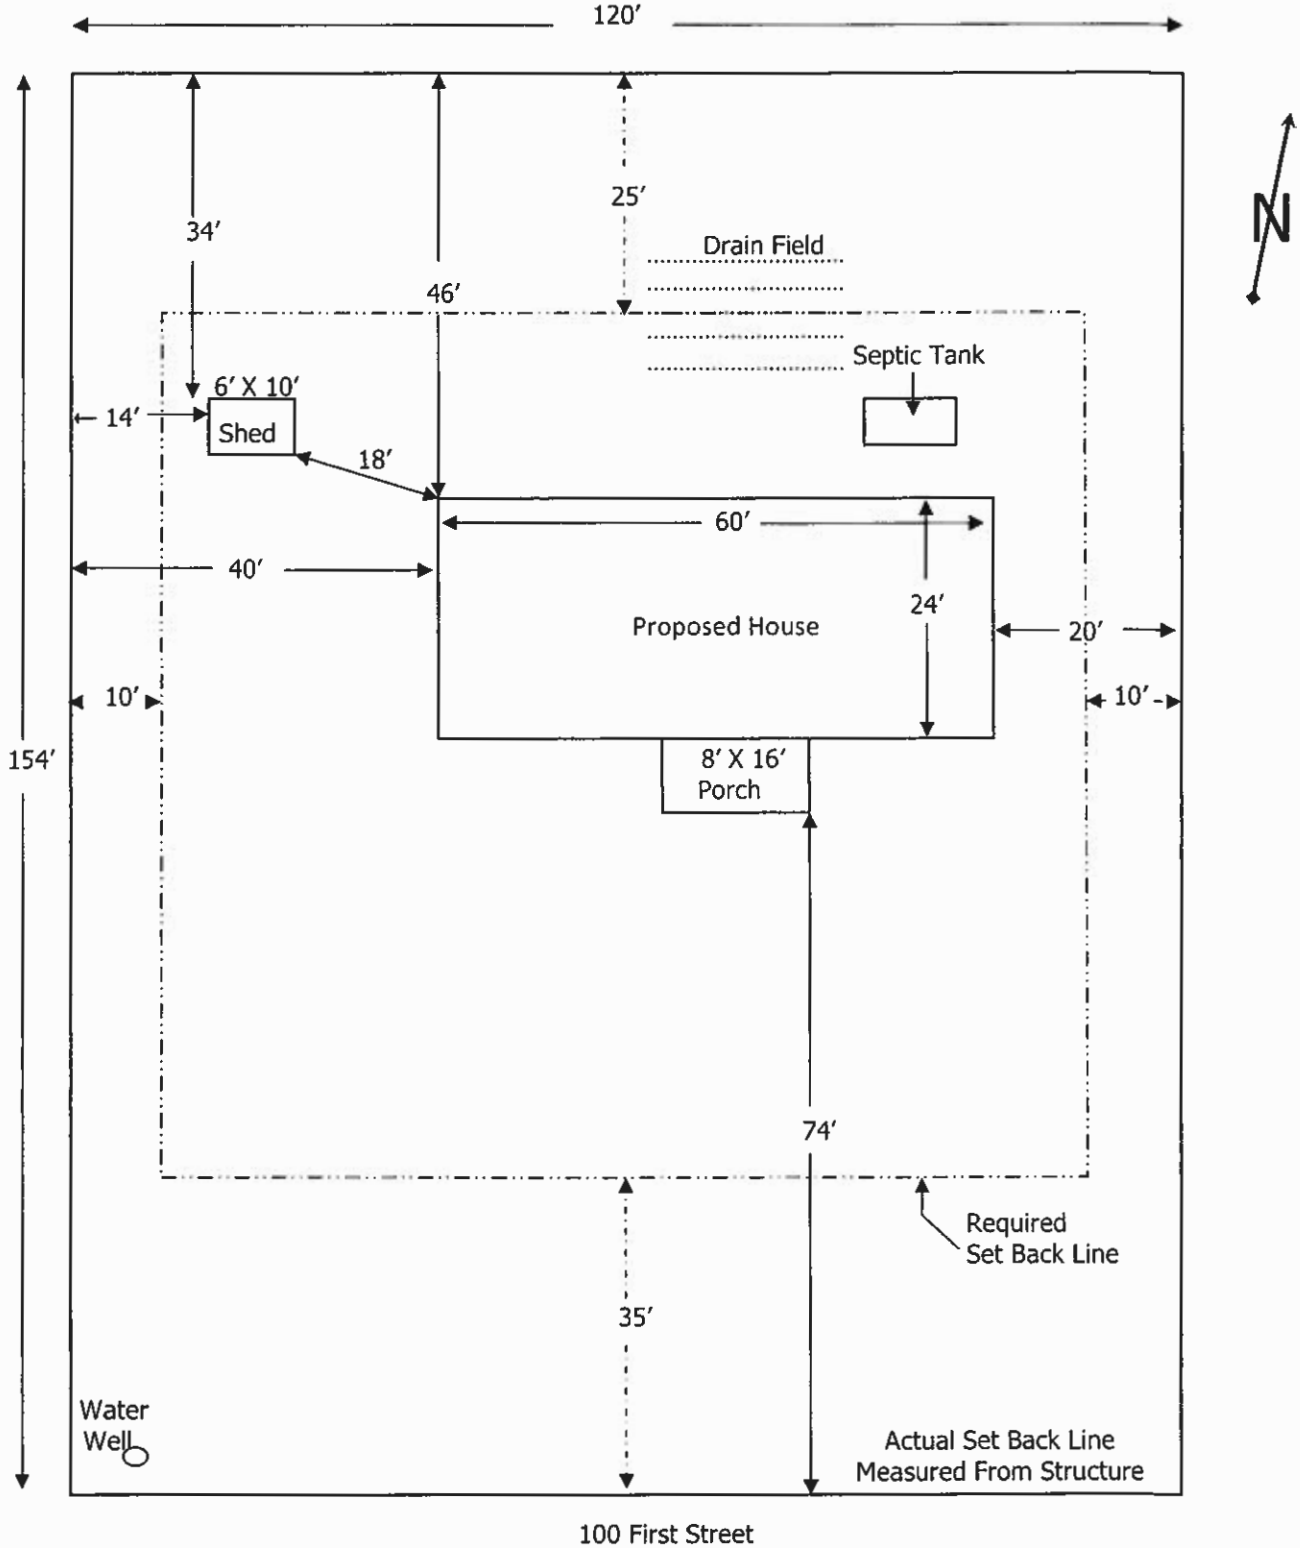 120′
25′
34′
N
Drain Field
46′
Septic Tank
6′ X 10′
14′
Shed
18′
60′
40′
24′
Proposed House
20′
10′
10′
154′
8′ X 16′
Porch
74′
Required
Set Back Line
35′
Water
Well
Actual Set Back Line
Measured From Structure
100 First Street